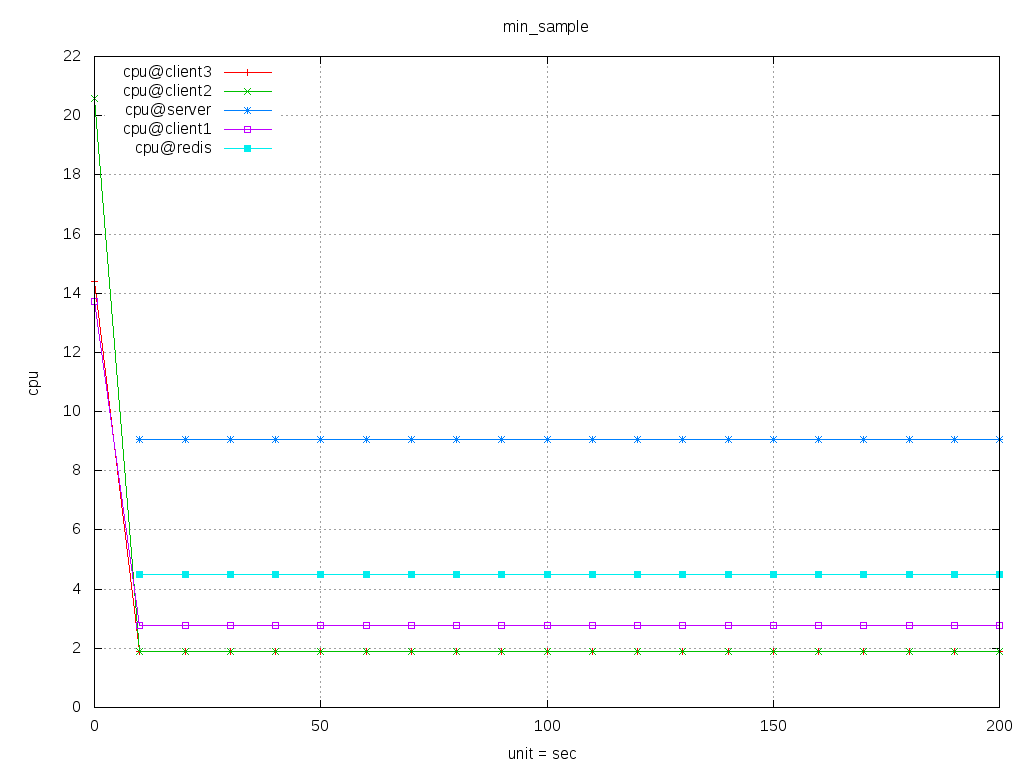 min_sample
22
20
18
16
14
12
10
8
6
4
2
0
cpu
cpu@client3
cpu@client2
cpu@server
cpu@client1
cpu@redis
0 50 100 150 200
unit = sec